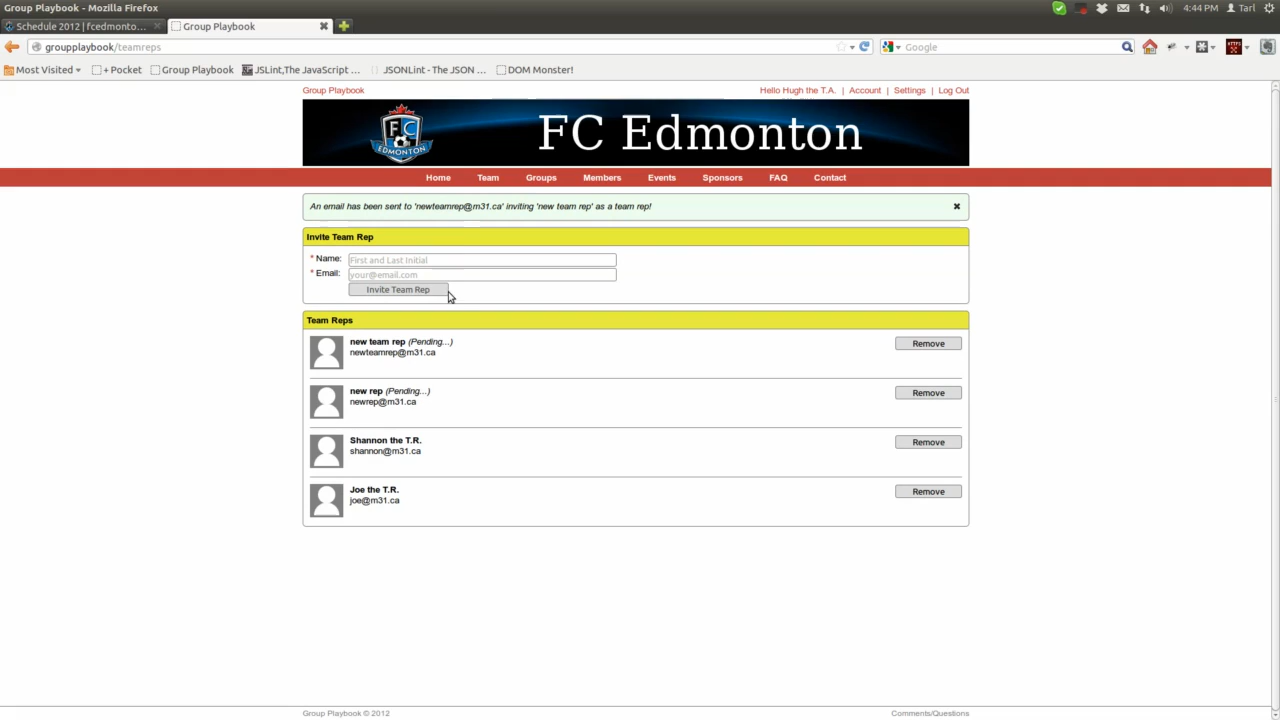 Group Playbook - Mozilla Firefox
4:44 PM Tari
Schedule 2012 | fcedmonto...
Group Playbook
groupplaybook/teamreps
Google
Most Visited
+ Pocket
Group Playbook
JSLint,The JavaScript ...
JSONLint - The JSON ...
DOM Monster!
Group Playbook
Hello Hugh the T.A. | Account | Settings | Log Out
FC
EDMONTON
FC Edmonton
Home Team Groups Members Events Sponsors FAQ Contact
An email has been sent to 'newteamrep@m31.ca' inviting 'new team rep' as a team rep!
Invite Team Rep
* Name: First and Last Initial
* Email: your@email.com
Invite Team Rep
Team Reps
new team rep (Pending...)
newteamrep@m31.ca
Remove
new rep (Pending...)
newrep@m31.ca
Remove
Shannon the T.R.
shannon@m31.ca
Remove
Joe the T.R.
joe@m31.ca
Remove
Group Playbook © 2012
Comments/Questions